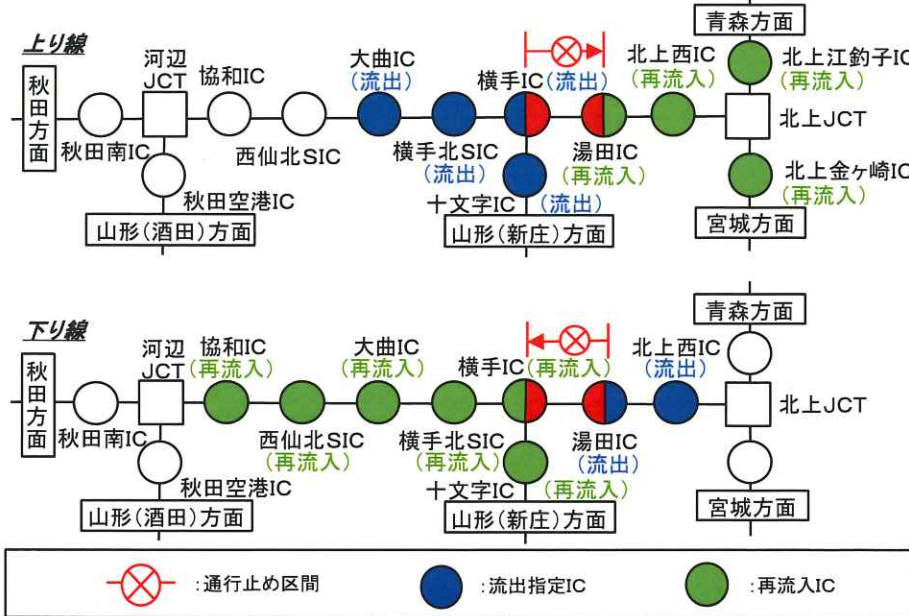 上り線
秋田方面
秋田南IC
河辺
JCT
秋田空港IC
山形(酒田)方面
協和IC
西仙北SIC
大曲IC
(流出)
横手北SIC
(流出)
横手IC(流出)
十文字IC(流出)
山形(新庄)方面
湯田IC
(再流入)
北上西IC
(再流入)
青森方面
北上江釣子IC
(再流入)
北上JCT
北上金ヶ崎IC
(再流入)
宮城方面
下り線
秋田方面
秋田南IC
河辺
JCT
秋田空港IC
山形(酒田)方面
協和IC
(再流入)
西仙北SIC
(再流入)
大曲IC
(再流入)
横手北SIC
(再流入)
横手IC(再流入)
十文字IC(再流入)
山形(新庄)方面
湯田IC
(流出)
北上西IC
(流出)
青森方面
北上JCT
宮城方面
:通行止め区間
:流出指定IC
:再流入IC